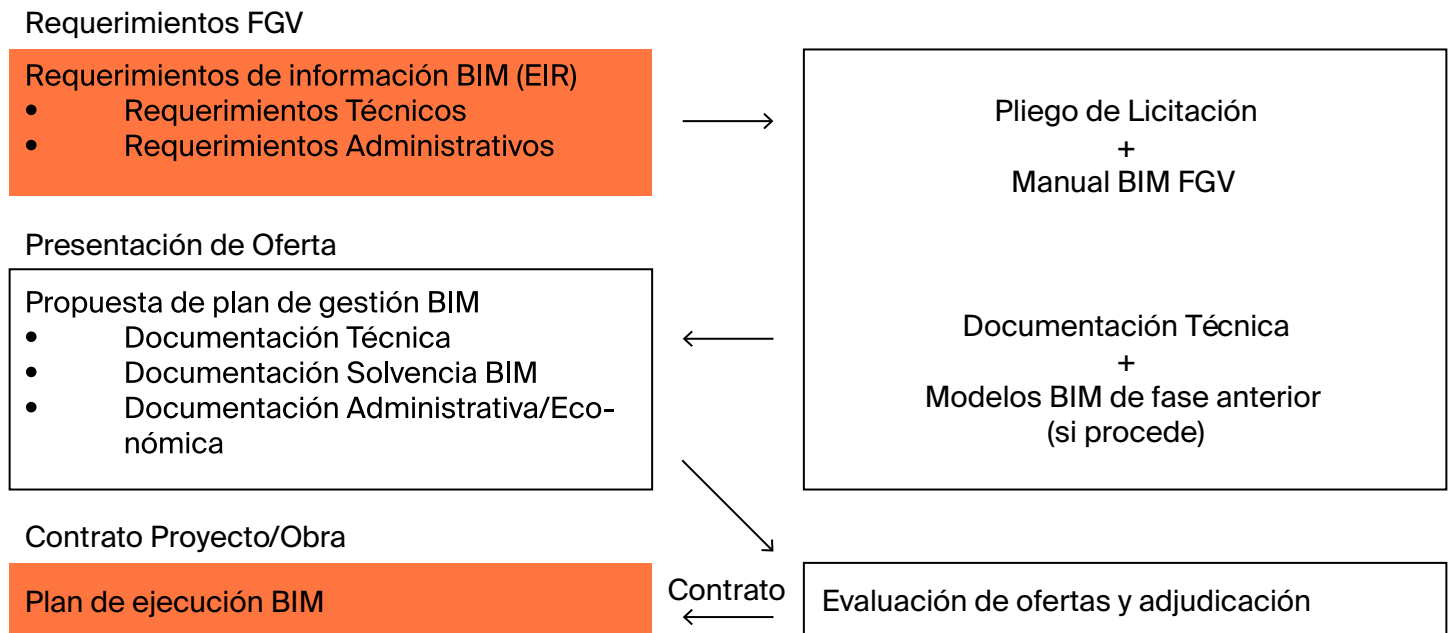 Requerimientos FGV
Requerimientos de información BIM (EIR)
• Requerimientos Técnicos
• Requerimientos Administrativos
Pliego de Licitación
+
Manual BIM FGV
Presentación de Oferta
Propuesta de plan de gestión BIM
• Documentación Técnica
• Documentación Solvencia BIM
• Documentación Administrativa/Eco-
nómica
Documentación Técnica
+
Modelos BIM de fase anterior
(si procede)
Contrato Proyecto/Obra
Plan de ejecución BIM
Contrato
Evaluación de ofertas y adjudicación